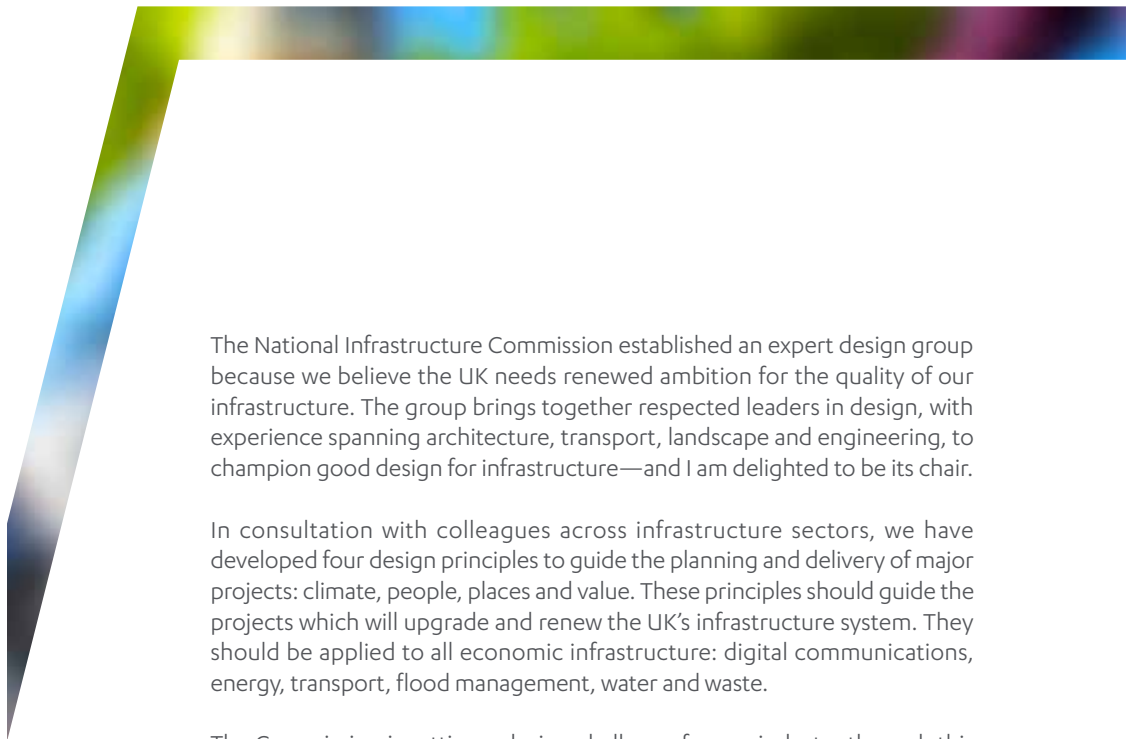 The National Infrastructure Commission established an expert design group
because we believe the UK needs renewed ambition for the quality of our
infrastructure. The group brings together respected leaders in design, with
experience spanning architecture, transport, landscape and engineering, to
champion good design for infrastructure—and I am delighted to be its chair.
In consultation with colleagues across infrastructure sectors, we have
developed four design principles to guide the planning and delivery of major
projects: climate, people, places and value. These principles should guide the
projects which will upgrade and renew the UK’s infrastructure system. They
should be applied to all economic infrastructure: digital communications,
energy, transport, flood management, water and waste.